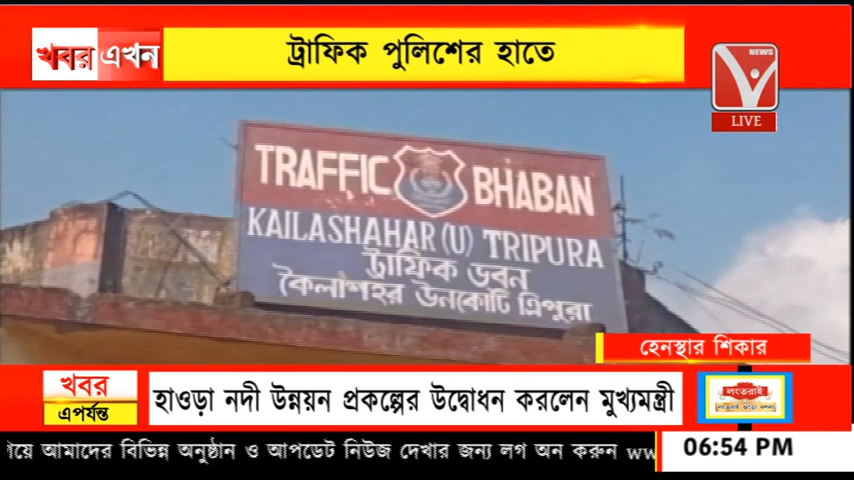 খবর এখন
ট্রাফিক পুলিশের হাতে
NEWS
V
LIVE
TRAFFIC BHABAN
KAILASHAHAR (U) TRIPURA
ট্রাফিক ভবন
কৈলাশহর উনকোটি ত্রিপুরা
হেনস্থার শিকার
খবর
এপর্যন্ত
হাওড়া নদী উন্নয়ন প্রকল্পের উদ্বোধন করলেন মুখ্যমন্ত্রী
লংতরাই
আমাদের বিভিন্ন অনুষ্ঠান ও আপডেট নিউজ দেখার জন্য লগ অন করুন
06:54 PM